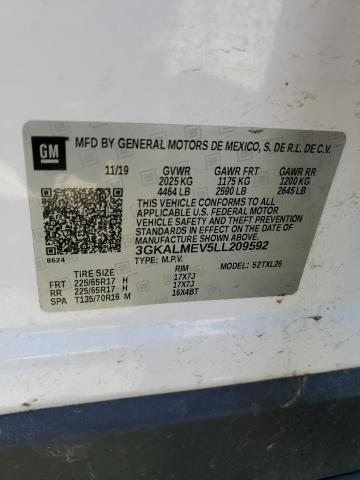 GM
MFD BY GENERAL MOTORS DE MEXICO, S. DE R.L. DE C.V.
11/19 GVWR GAWR FRT GAWR RR
2025 KG 1175 KG 1200 KG
4464 LB 2590 LB 2645 LB
THIS VEHICLE CONFORMS TO ALL
APPLICABLE U.S. FEDERAL MOTOR
VEHICLE SAFETY AND THEFT PREVENTION
STANDARDS IN EFFECT ON THE DATE OF
MANUFACTURE SHOWN ABOVE.
3GKALMEV5LL209592
8624 TYPE: M.P.V. MODEL: 52TXL26
TIRE SIZE RIM
FRT 225/65R17 H 17X7J
RR 225/65R17 H 17X7J
SPA T135/70R16 M 16X4BT